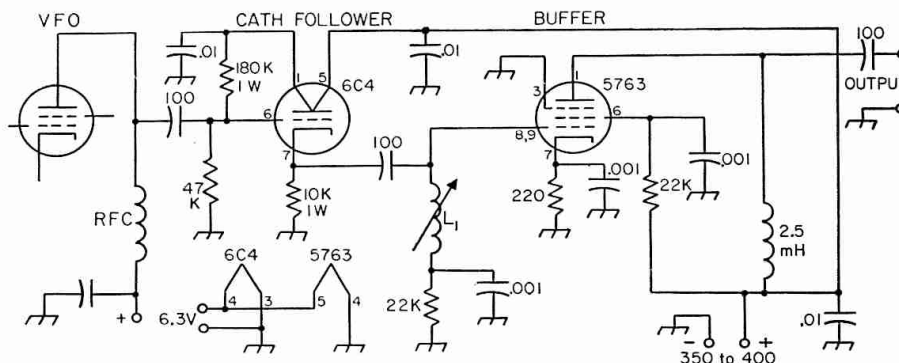 VFO
CATH FOLLOWER
BUFFER
.01
180K
1W
1
5
6C4
.01
100
6
7
47
K
10K
1W
100
RFC
+
6C4
5763
4
3
5
4
6.3V
L1
22K
.001
3
1
5763
8,9
6
7
220
.001
22K
.001
100
OUTPUT
2.5
mH
.01
- +
350 to 400